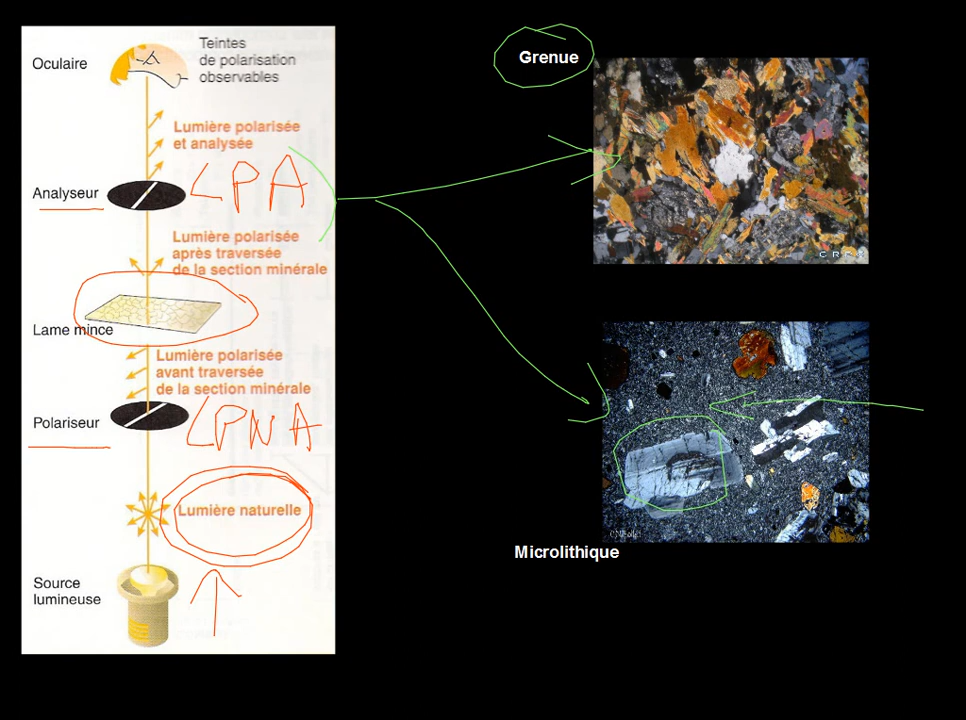 Oculaire
Teintes
de polarisation
observables
Lumière polarisée
et analysée
Analyseur
LPA
Lumière polarisée
après traversée
de la section minérale
Lame mince
Lumière polarisée
avant traversée
de la section minérale
Polariseur
LPNA
Lumière naturelle
Source
lumineuse
Grenue
Microlithique